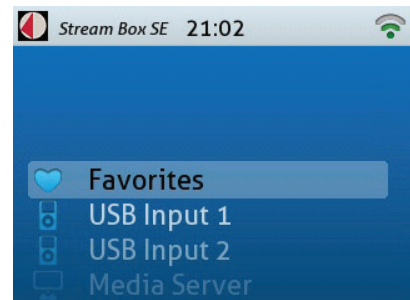 Stream Box SE 21:02
Favorites
USB Input 1
USB Input 2
Media Server